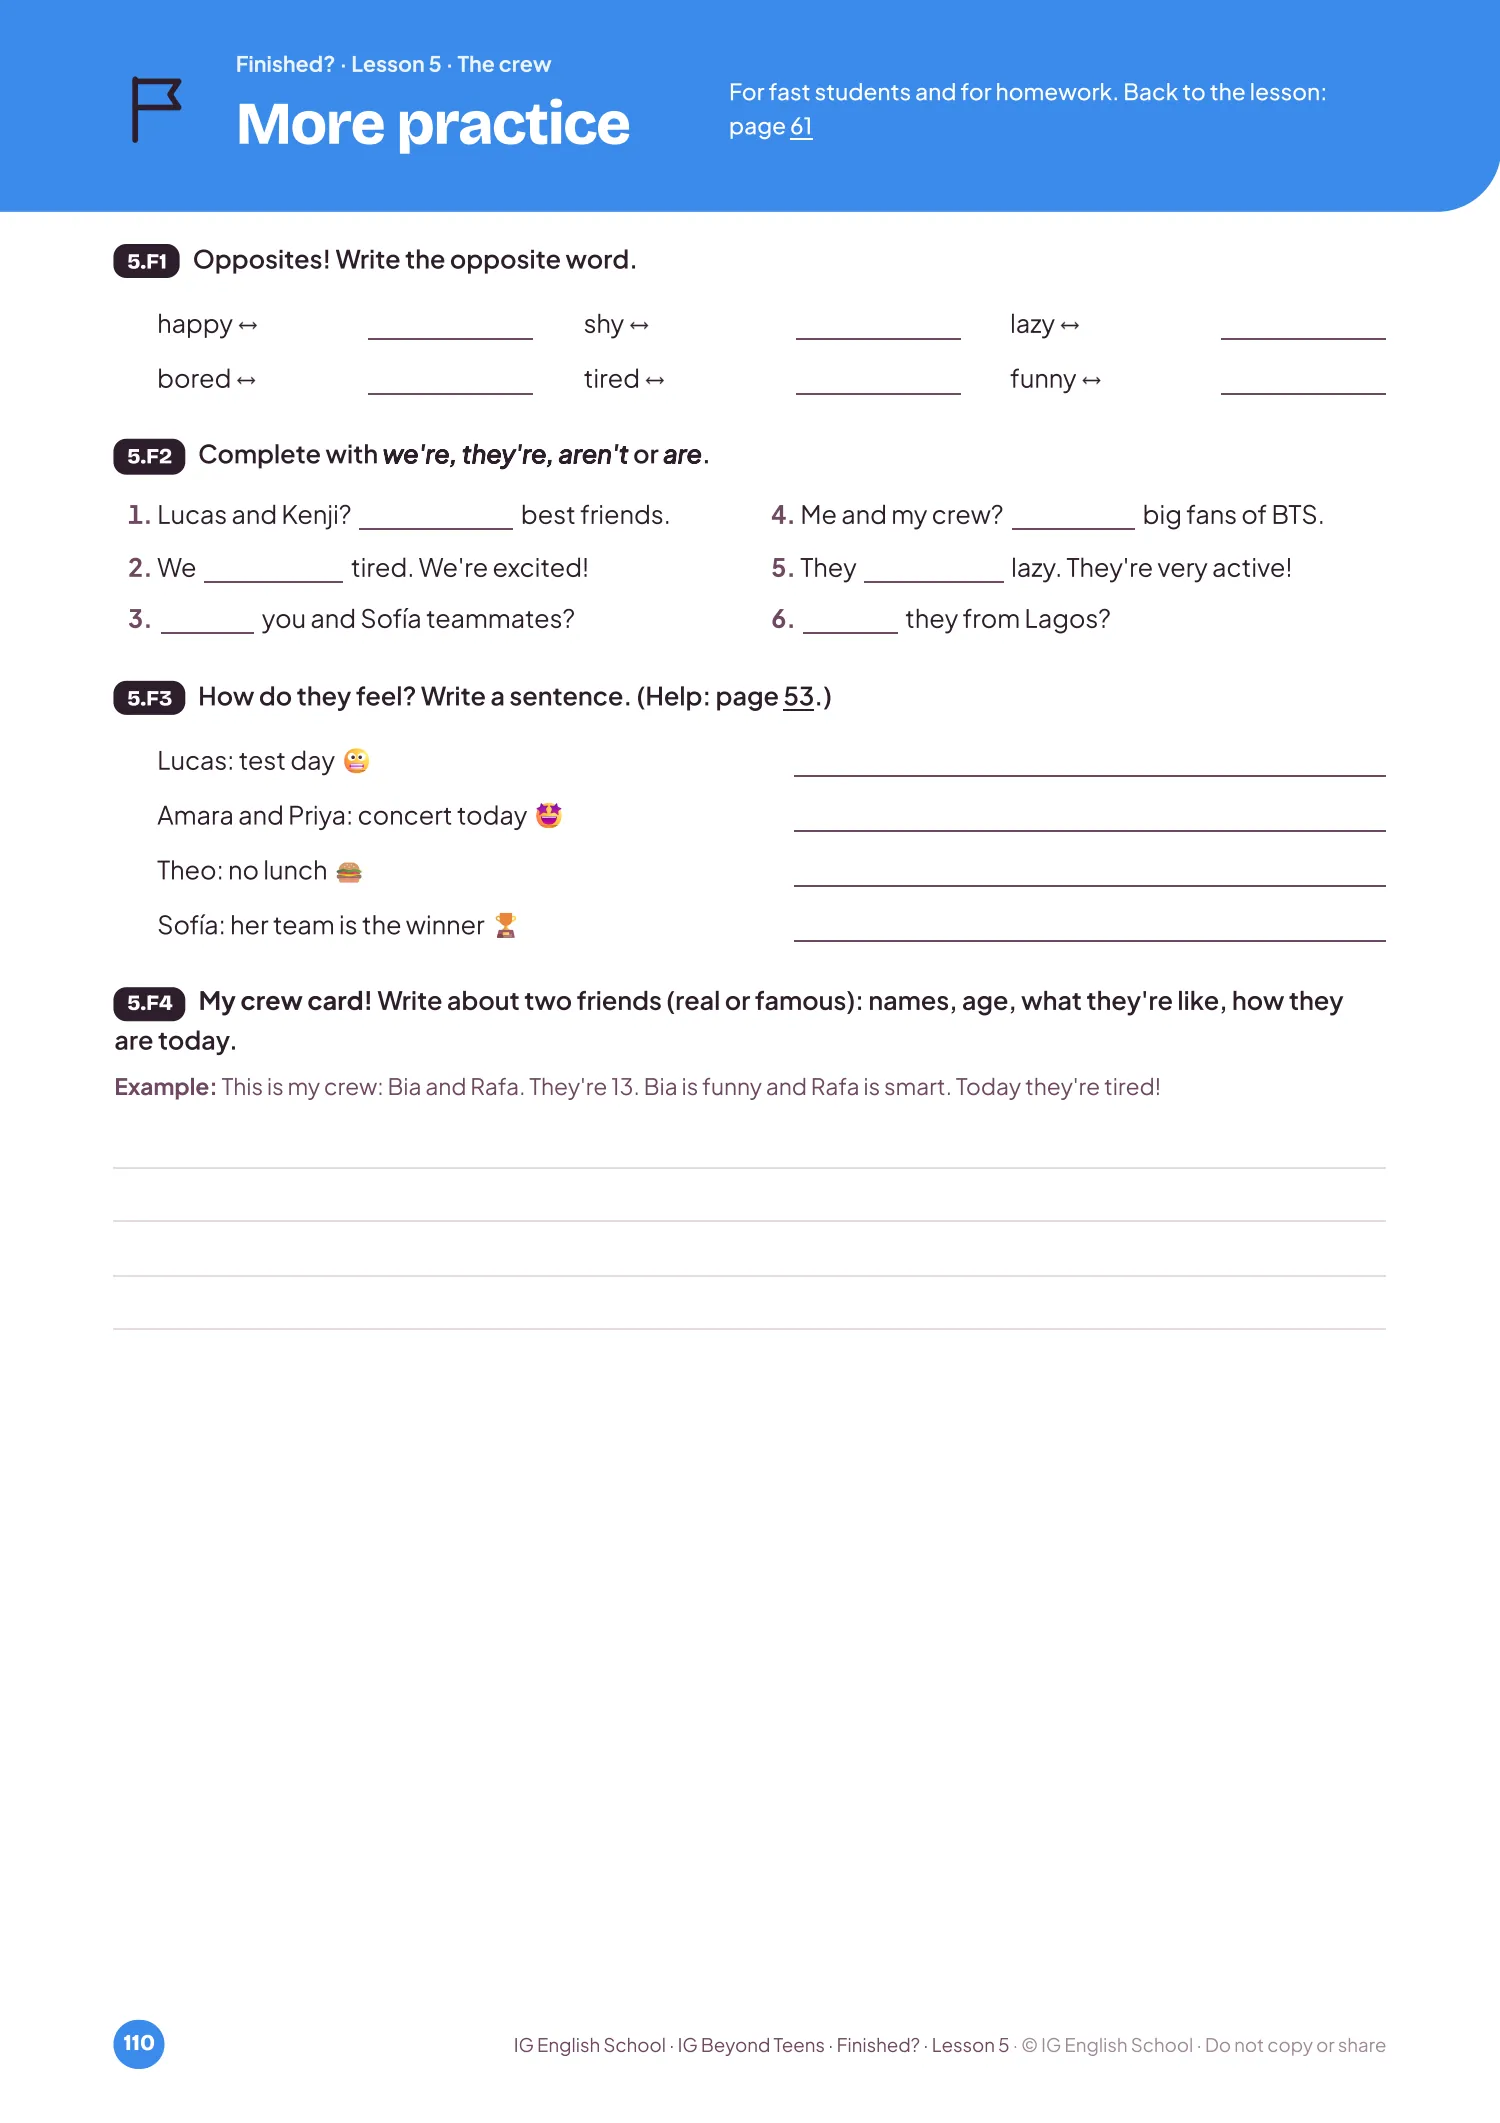 Finished? · Lesson 5 · The crew
More practice
For fast students and for homework. Back to the lesson:
page 61
5.F1 Opposites! Write the opposite word.
happy ↔ shy ↔ lazy ↔
bored ↔ tired ↔ funny ↔
5.F2 Complete with we're, they're, aren't or are.
1. Lucas and Kenji? ____ best friends.
2. We ____ tired. We're excited!
3. ____ you and Sofía teammates?
4. Me and my crew? ____ big fans of BTS.
5. They ____ lazy. They're very active!
6. ____ they from Lagos?
5.F3 How do they feel? Write a sentence. (Help: page 53.)
Lucas: test day 😬
Amara and Priya: concert today 🤩
Theo: no lunch 🍔
Sofía: her team is the winner 🏆
5.F4 My crew card! Write about two friends (real or famous): names, age, what they're like, how they
are today.
Example: This is my crew: Bia and Rafa. They're 13. Bia is funny and Rafa is smart. Today they're tired!
110
IG English School · IG Beyond Teens · Finished? · Lesson 5 · © IG English School · Do not copy or share